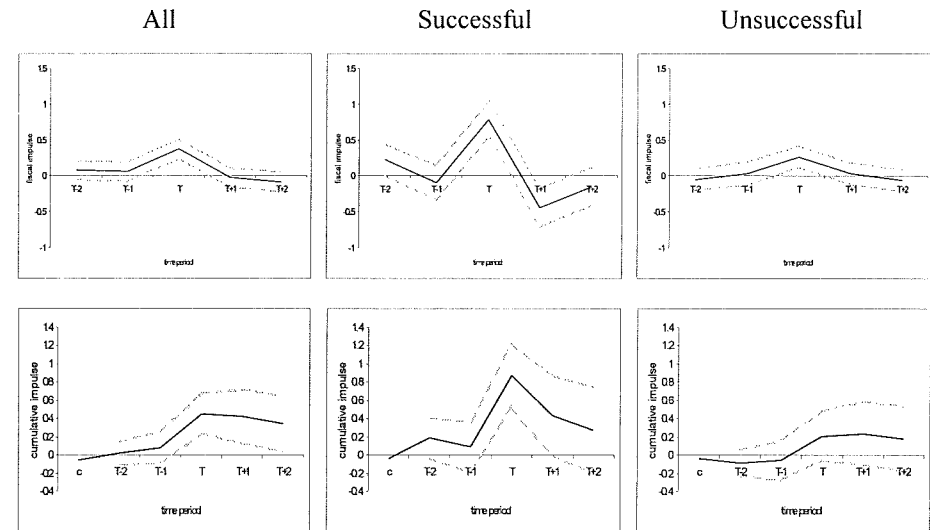 All Successful Unsuccessful
1.5
1
0.5
0
-0.5
-1
fiscal impulse
T-2 T-1 T T+1 T+2
time period
1.5
1
0.5
0
-0.5
-1
fiscal impulse
T-2 T-1 T T+1 T+2
time period
1.5
1
0.5
0
-0.5
-1
fiscal impulse
T-2 T-1 T T+1 T+2
time period
1.4
1.2
1
0.8
0.6
0.4
0.2
0
-0.2
-0.4
cumulative impulse
c T-2 T-1 T T+1 T+2
time period
1.4
1.2
1
0.8
0.6
0.4
0.2
0
-0.2
-0.4
cumulative impulse
c T-2 T-1 T T+1 T+2
time period
1.4
1.2
1
0.8
0.6
0.4
0.2
0
-0.2
-0.4
cumulative impulse
c T-2 T-1 T T+1 T+2
time period